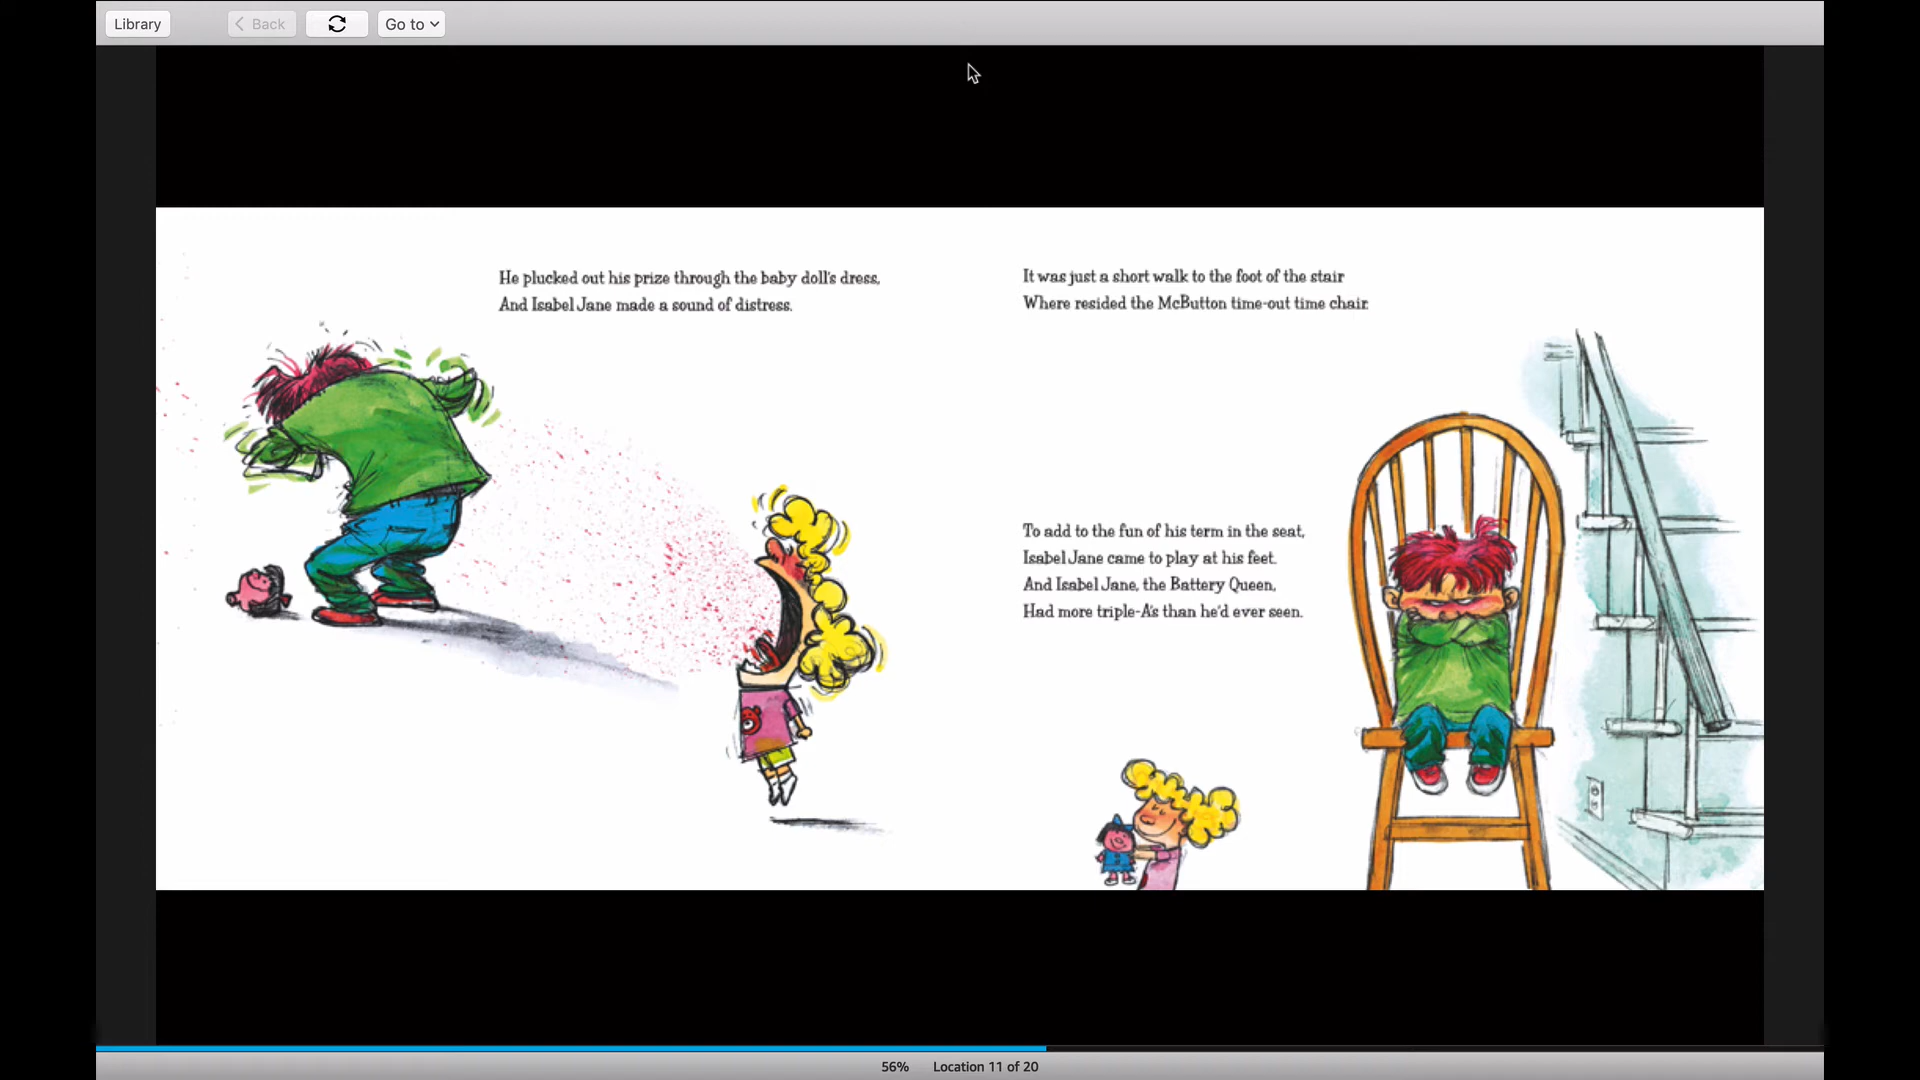 Library
Back
Go to
He plucked out his prize through the baby doll's dress,
And Isabel Jane made a sound of distress.
It was just a short walk to the foot of the stair
Where resided the McButton time-out time chair.
To add to the fun of his term in the seat,
Isabel Jane came to play at his feet.
And Isabel Jane, the Battery Queen,
Had more triple-A's than he'd ever seen.
56%
Location 11 of 20